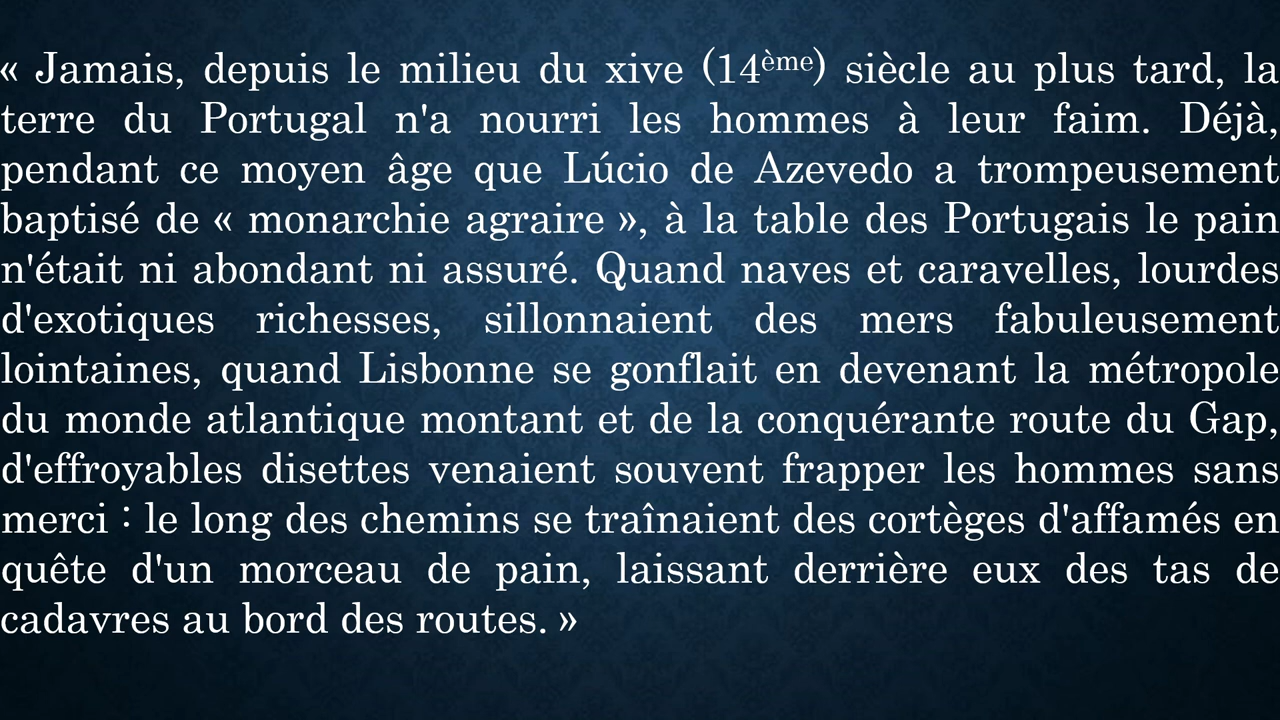 « Jamais, depuis le milieu du xive (14ème) siècle au plus tard, la
terre du Portugal n'a nourri les hommes à leur faim. Déjà,
pendant ce moyen âge que Lúcio de Azevedo a trompeusement
baptisé de « monarchie agraire », à la table des Portugais le pain
n'était ni abondant ni assuré. Quand naves et caravelles, lourdes
d'exotiques richesses, sillonnaient des mers fabuleusement
lointaines, quand Lisbonne se gonflait en devenant la métropole
du monde atlantique montant et de la conquérante route du Gap,
d'effroyables disettes venaient souvent frapper les hommes sans
merci : le long des chemins se traînaient des cortèges d'affamés en
quête d'un morceau de pain, laissant derrière eux des tas de
cadavres au bord des routes. »